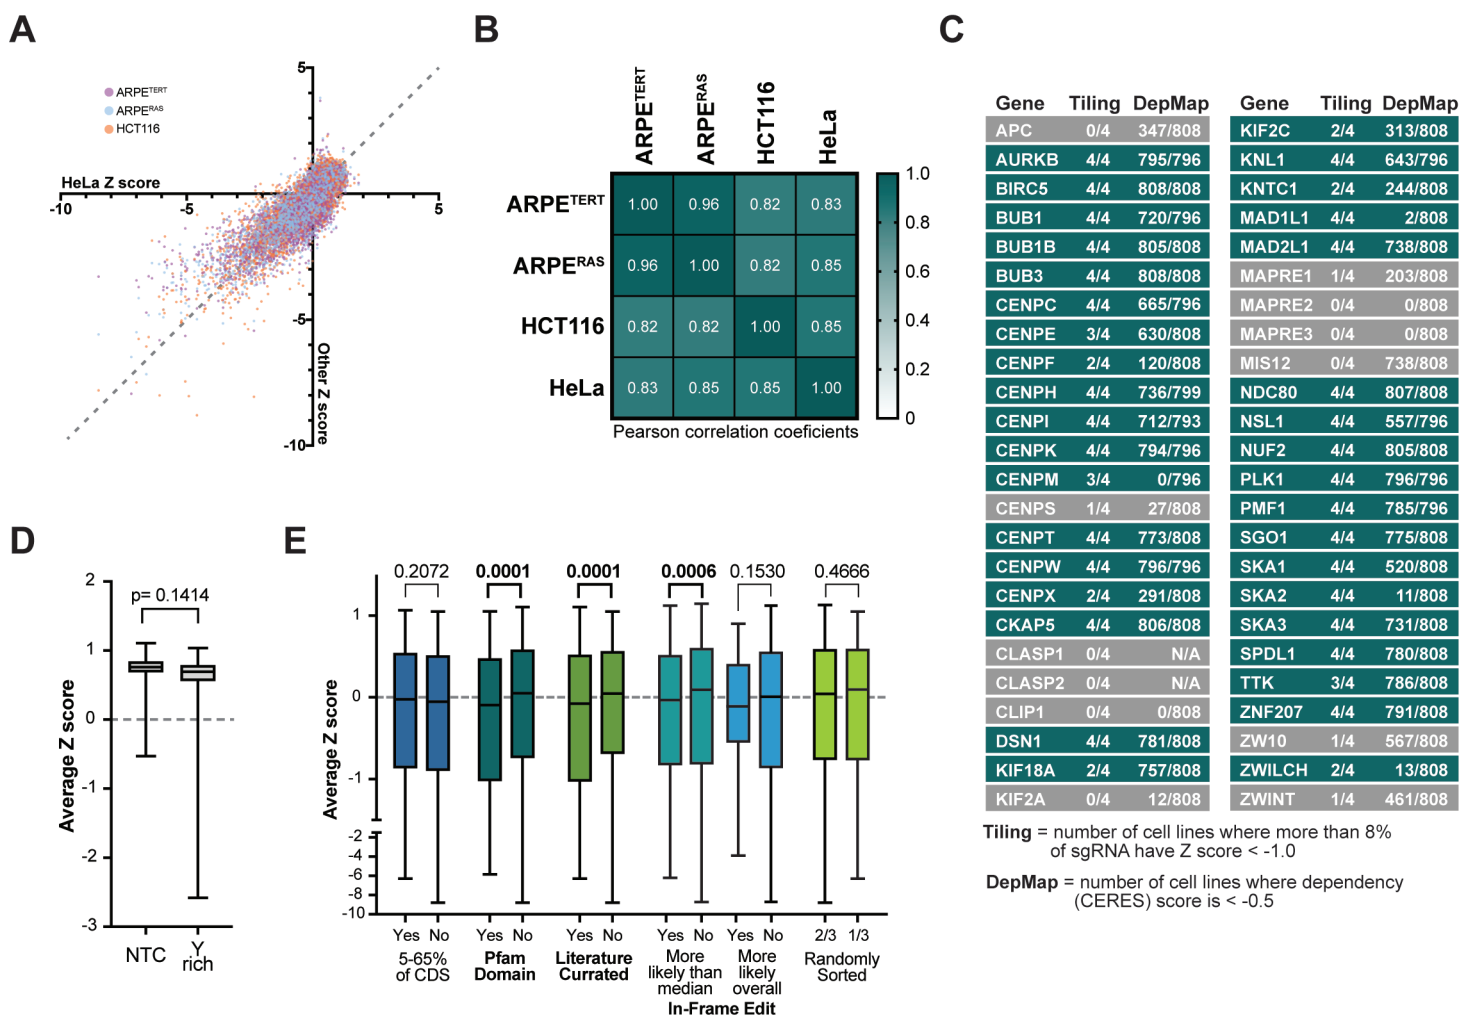 A
5
ARPE^TERT
ARPE^RAS
HCT116
HeLa Z score
-10
-5
5
-5
Other Z score
-10
B
ARPE^TERT
ARPE^RAS
HCT116
HeLa
ARPE^TERT
1.00 0.96 0.82 0.83
ARPE^RAS
0.96 1.00 0.82 0.85
HCT116
0.82 0.82 1.00 0.85
HeLa
0.83 0.85 0.85 1.00
1.0
0.8
0.6
0.4
0.2
0
Pearson correlation coeficients
C
Gene Tiling DepMap
APC 0/4 347/808
AURKB 4/4 795/796
BIRC5 4/4 808/808
BUB1 4/4 720/796
BUB1B 4/4 805/808
BUB3 4/4 808/808
CENPC 4/4 665/796
CENPE 3/4 630/808
CENPF 2/4 120/808
CENPH 4/4 736/799
CENPI 4/4 712/793
CENPK 4/4 794/796
CENPM 3/4 0/796
CENPS 1/4 27/808
CENPT 4/4 773/808
CENPW 4/4 796/796
CENPX 2/4 291/808
CKAP5 4/4 806/808
CLASP1 0/4 N/A
CLASP2 0/4 N/A
CLIP1 0/4 0/808
DSN1 4/4 781/808
KIF18A 2/4 757/808
KIF2A 0/4 12/808
Gene Tiling DepMap
KIF2C 2/4 313/808
KNL1 4/4 643/796
KNTC1 2/4 244/808
MAD1L1 4/4 2/808
MAD2L1 4/4 738/808
MAPRE1 1/4 203/808
MAPRE2 0/4 0/808
MAPRE3 0/4 0/808
MIS12 0/4 738/808
NDC80 4/4 807/808
NSL1 4/4 557/796
NUF2 4/4 805/808
PLK1 4/4 796/796
PMF1 4/4 785/796
SGO1 4/4 775/808
SKA1 4/4 520/808
SKA2 4/4 11/808
SKA3 4/4 731/808
SPDL1 4/4 780/808
TTK 3/4 786/808
ZNF207 4/4 791/808
ZW10 1/4 567/808
ZWILCH 2/4 13/808
ZWINT 1/4 461/808
Tiling = number of cell lines where more than 8%
of sgRNA have Z score < -1.0
DepMap = number of cell lines where dependency
(CERES) score is < -0.5
D
Average Z score
2
1
0
-1
-2
-3
p= 0.1414
NTC
Y
rich
E
Average Z score
1
0
-1
-2
-4
-6
-8
-10
0.2072 0.0001 0.0001 0.0006 0.1530 0.4666
Yes No Yes No Yes No Yes No Yes No 2/3 1/3
5-65%
of CDS
Pfam
Domain
Literature
Currated
More
likely than
median
More
likely
overall
In-Frame Edit
Randomly
Sorted